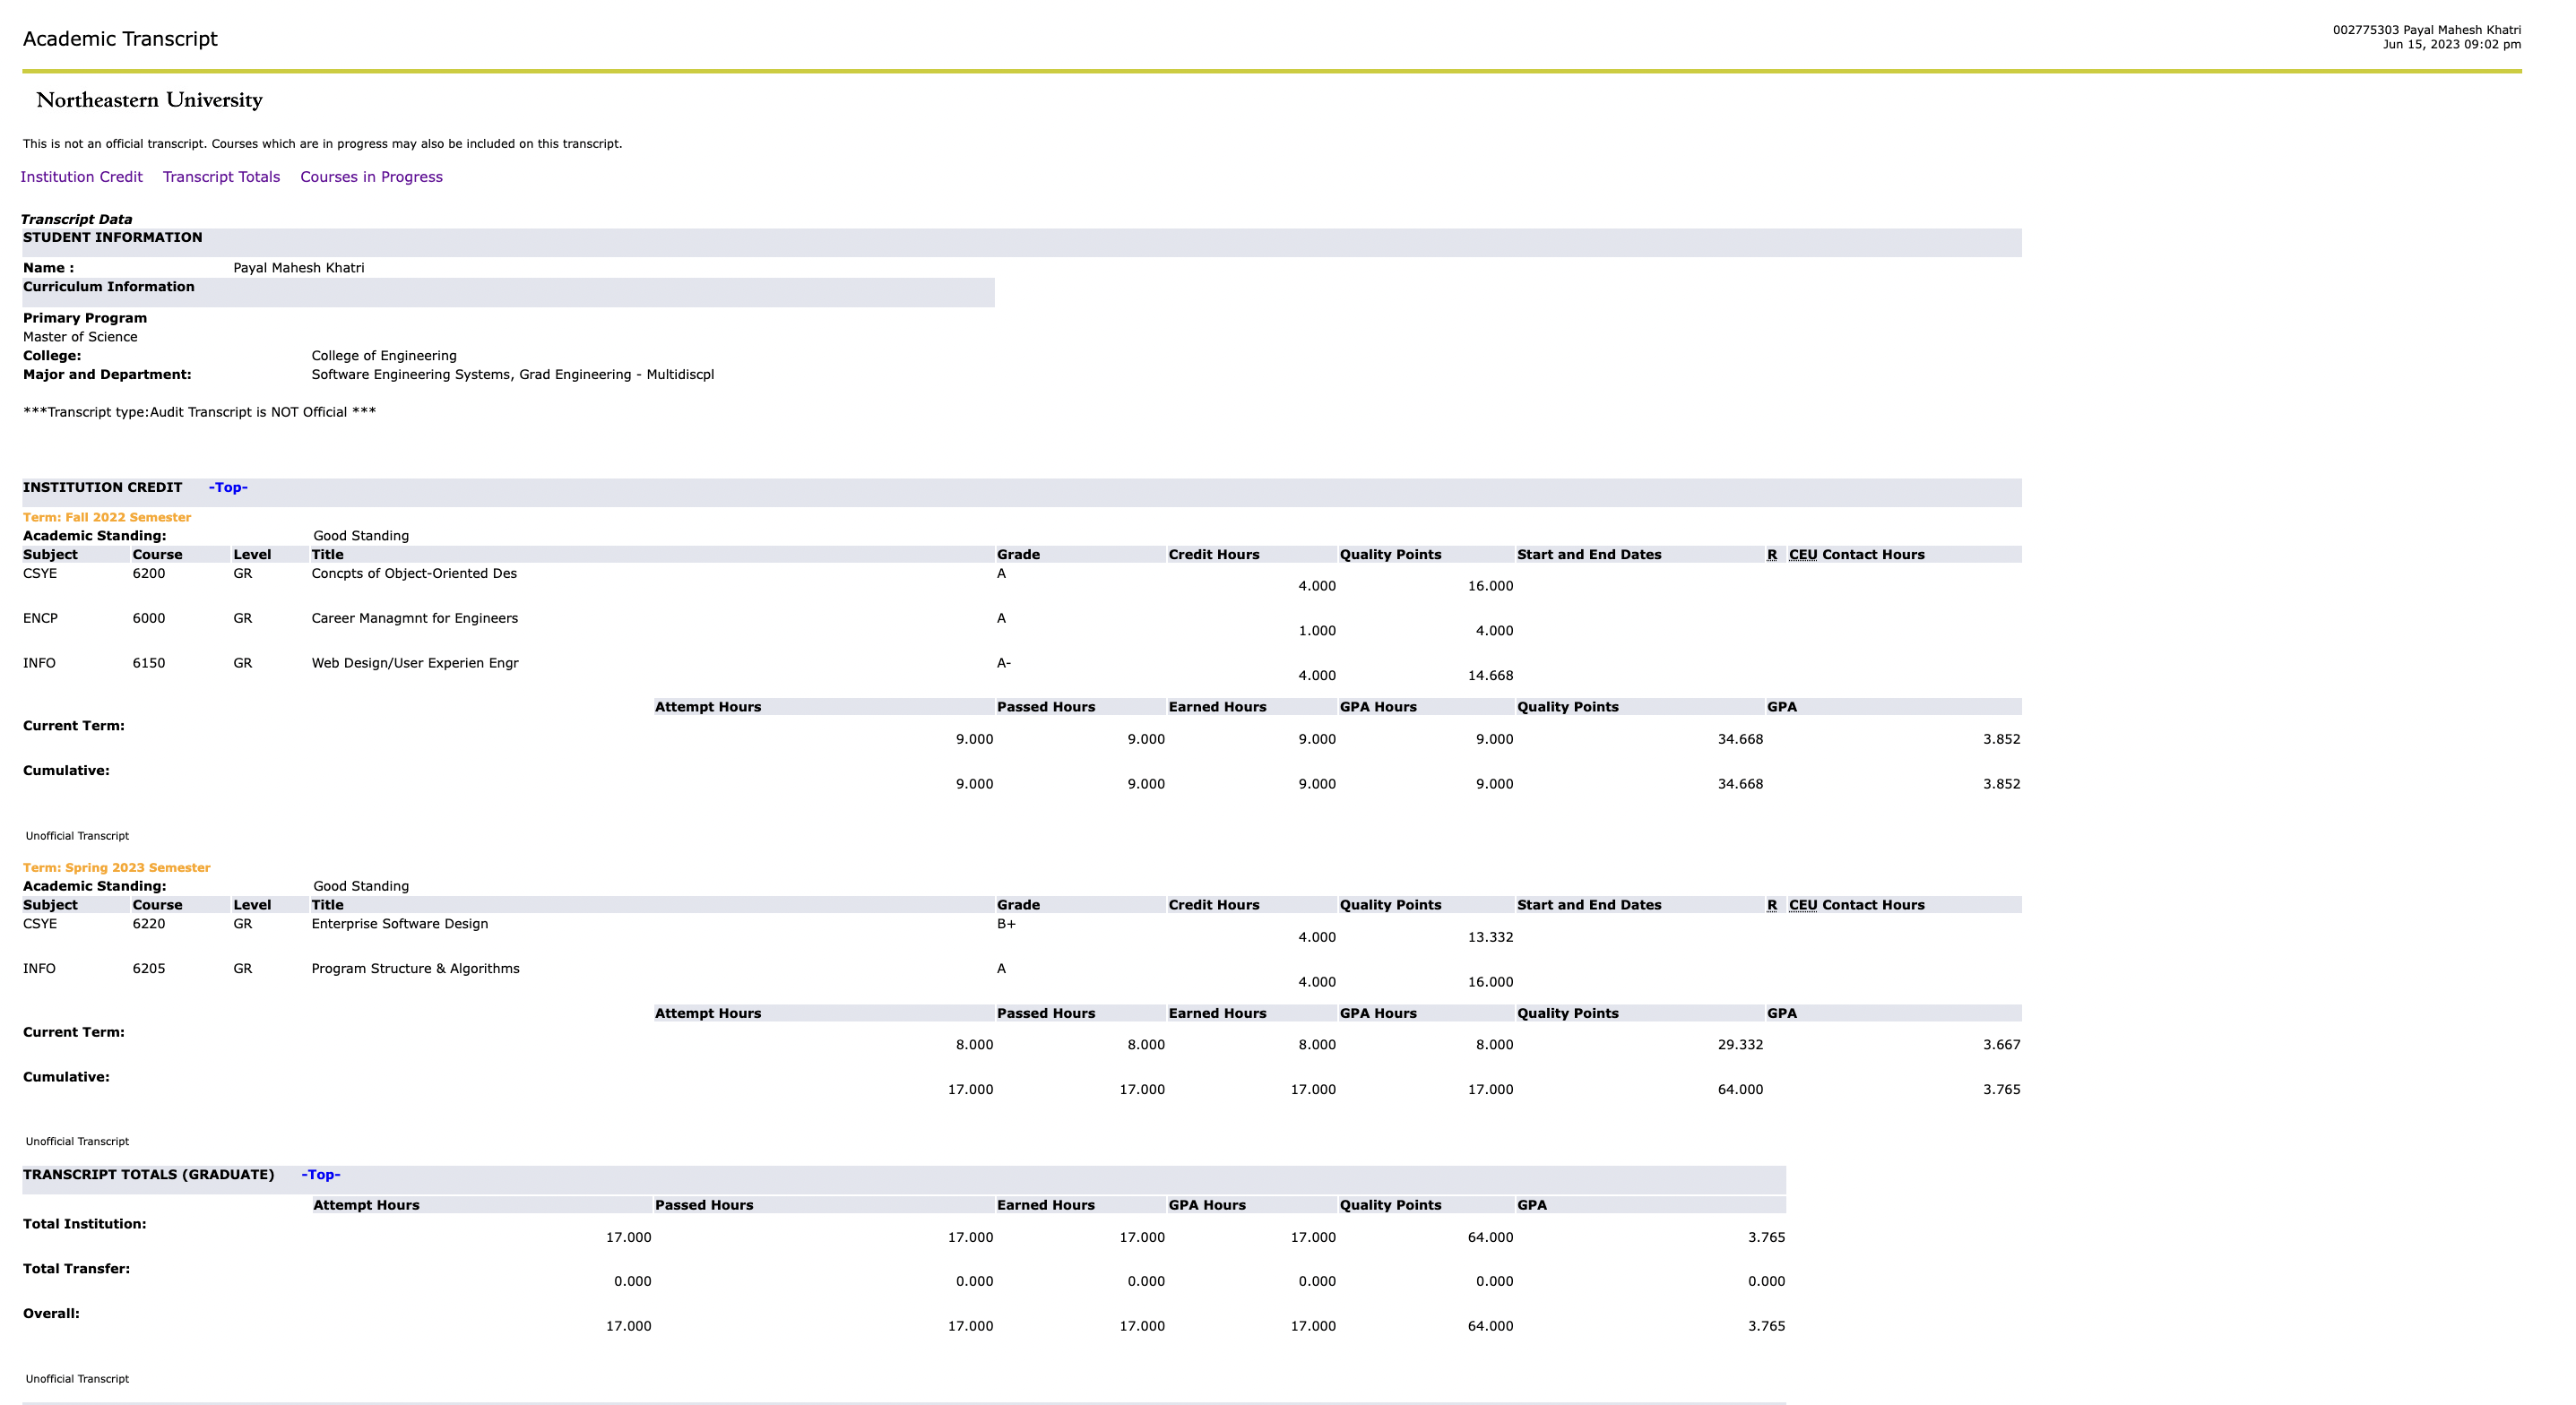 Academic Transcript
002775303 Payal Mahesh Khatri
Jun 15, 2023 09:02 pm
Northeastern University
This is not an official transcript. Courses which are in progress may also be included on this transcript.
Institution Credit Transcript Totals Courses in Progress
Transcript Data
STUDENT INFORMATION
Name : Payal Mahesh Khatri
Curriculum Information
Primary Program
Master of Science
College: College of Engineering
Major and Department: Software Engineering Systems, Grad Engineering - Multidiscpl
***Transcript type:Audit Transcript is NOT Official ***
INSTITUTION CREDIT -Top-
Term: Fall 2022 Semester
Academic Standing: Good Standing
Subject Course Level Title Grade Credit Hours Quality Points Start and End Dates R CEU Contact Hours
CSYE 6200 GR Concpts of Object-Oriented Des A 4.000 16.000
ENCP 6000 GR Career Managmnt for Engineers A 1.000 4.000
INFO 6150 GR Web Design/User Experien Engr A- 4.000 14.668
Attempt Hours Passed Hours Earned Hours GPA Hours Quality Points GPA
Current Term: 9.000 9.000 9.000 9.000 34.668 3.852
Cumulative: 9.000 9.000 9.000 9.000 34.668 3.852
Unofficial Transcript
Term: Spring 2023 Semester
Academic Standing: Good Standing
Subject Course Level Title Grade Credit Hours Quality Points Start and End Dates R CEU Contact Hours
CSYE 6220 GR Enterprise Software Design B+ 4.000 13.332
INFO 6205 GR Program Structure & Algorithms A 4.000 16.000
Attempt Hours Passed Hours Earned Hours GPA Hours Quality Points GPA
Current Term: 8.000 8.000 8.000 8.000 29.332 3.667
Cumulative: 17.000 17.000 17.000 17.000 64.000 3.765
Unofficial Transcript
TRANSCRIPT TOTALS (GRADUATE) -Top-
Attempt Hours Passed Hours Earned Hours GPA Hours Quality Points GPA
Total Institution: 17.000 17.000 17.000 17.000 64.000 3.765
Total Transfer: 0.000 0.000 0.000 0.000 0.000 0.000
Overall: 17.000 17.000 17.000 17.000 64.000 3.765
Unofficial Transcript